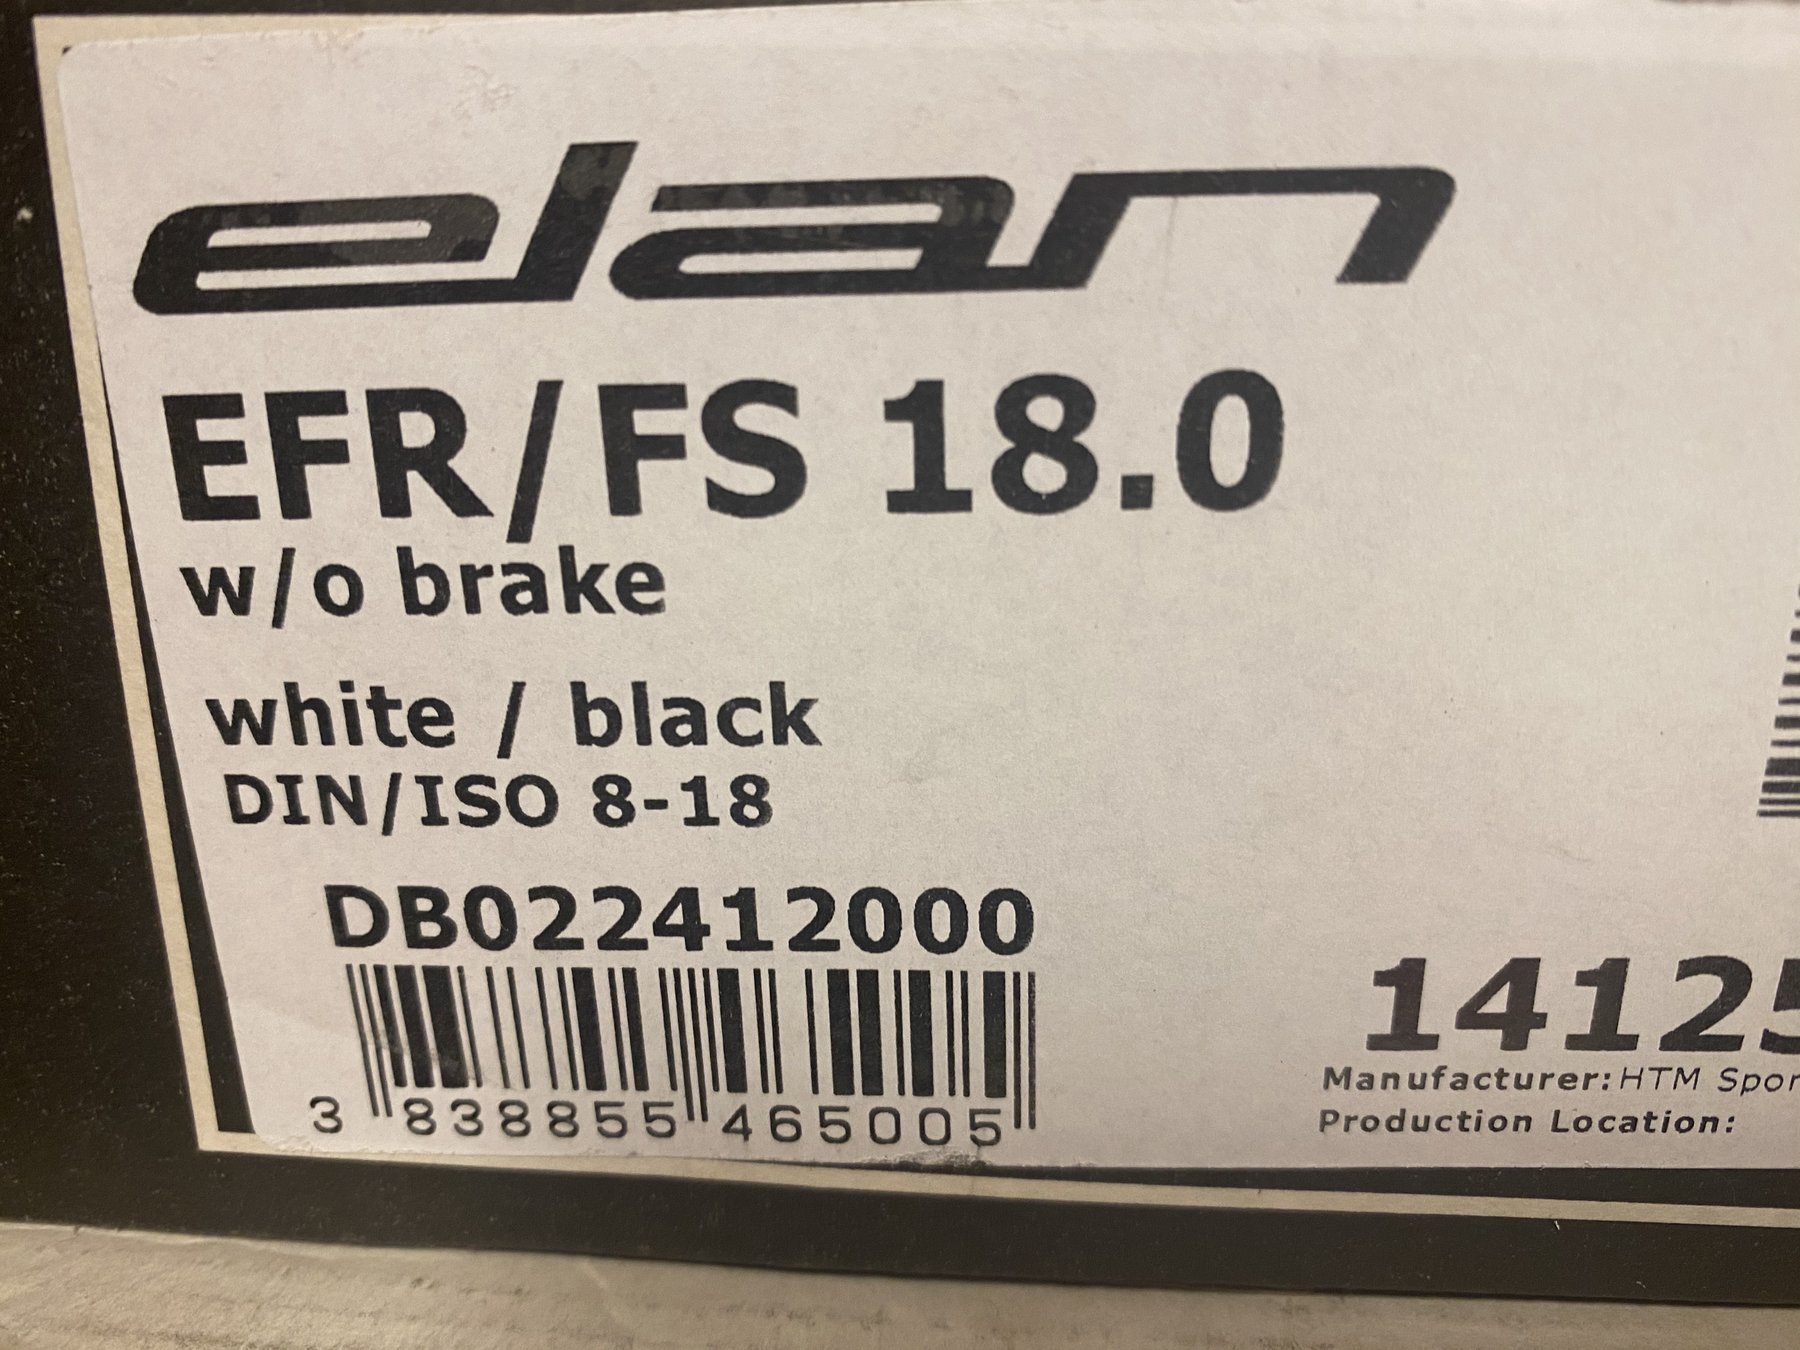 elan
EFR/FS 18.0
w/o brake
white / black
DIN/ISO 8-18
DB022412000
3 838855 465005
14125
Manufacturer: HTM Spor
Production Location: